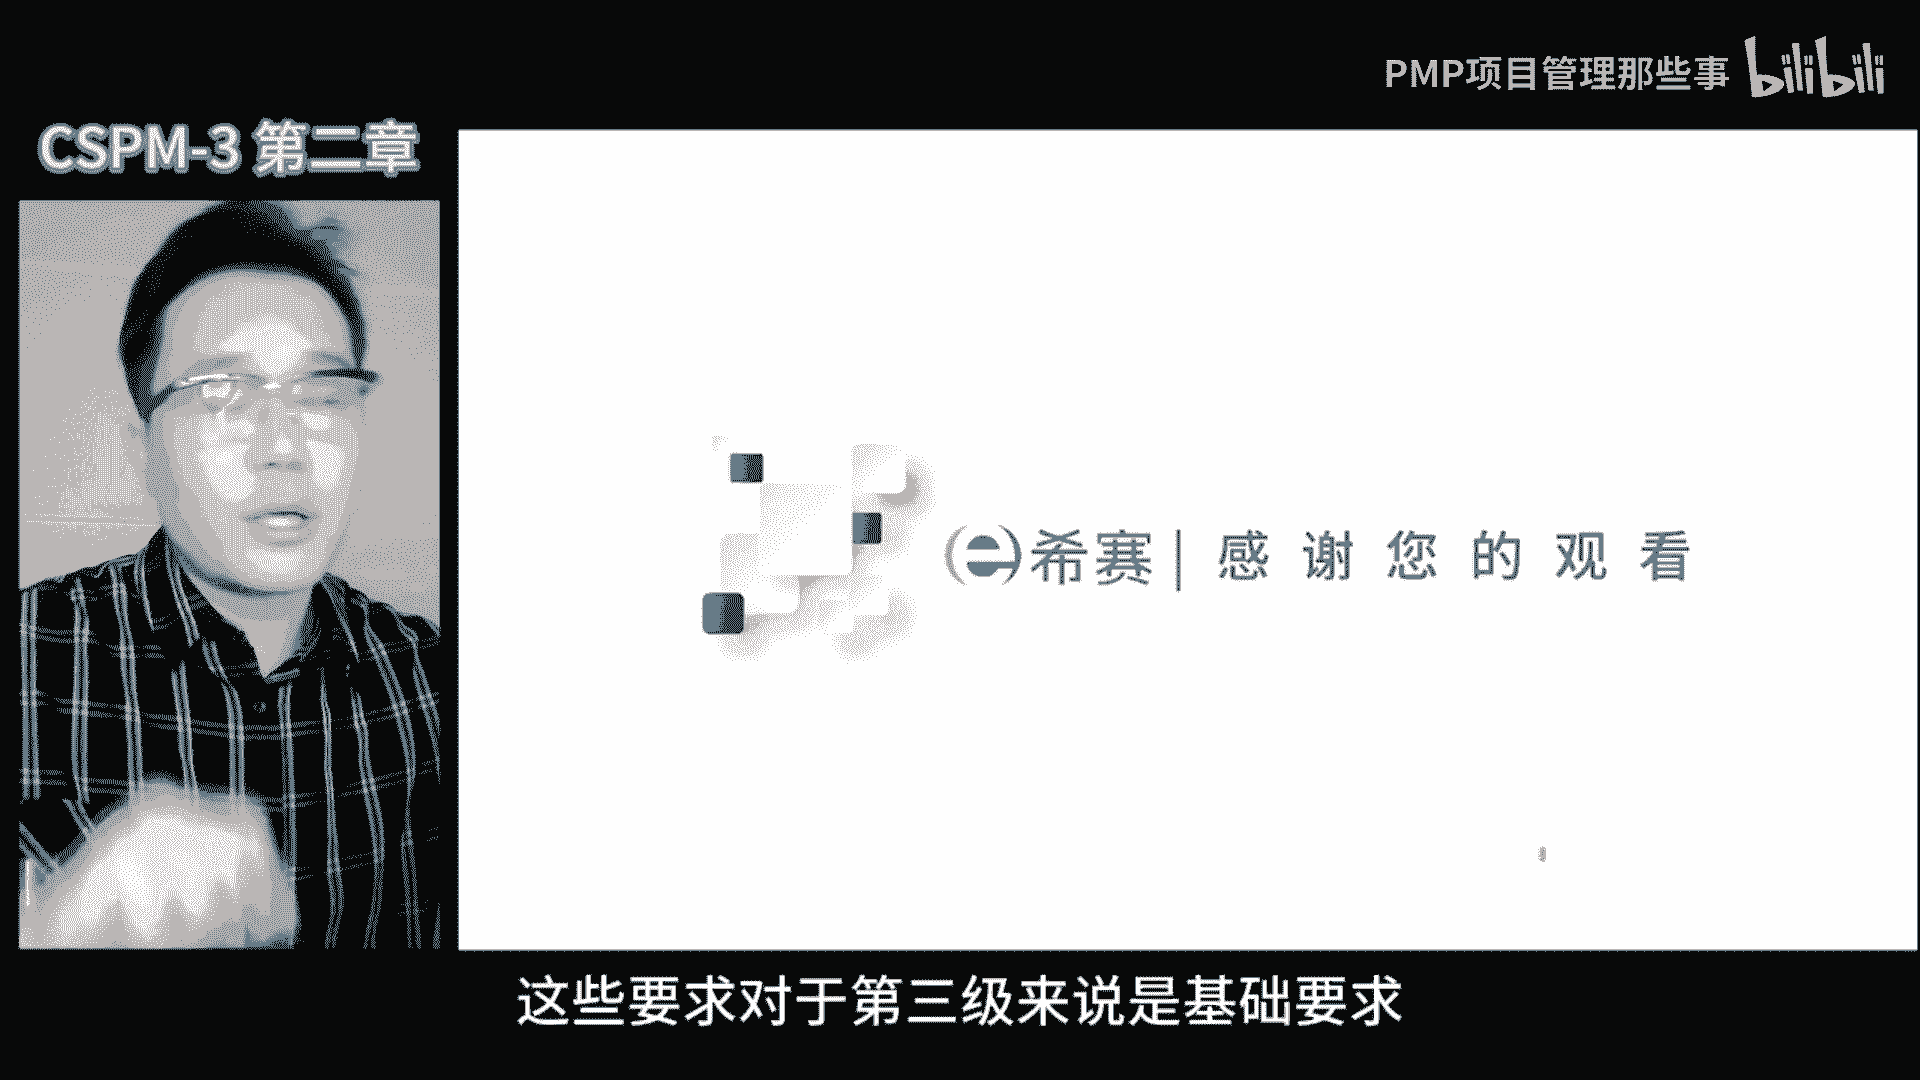 PMP项目管理那些事 bilibili
CSPM-3 第二章
e希赛 | 感谢您的观看
这些要求对于第三级来说是基础要求